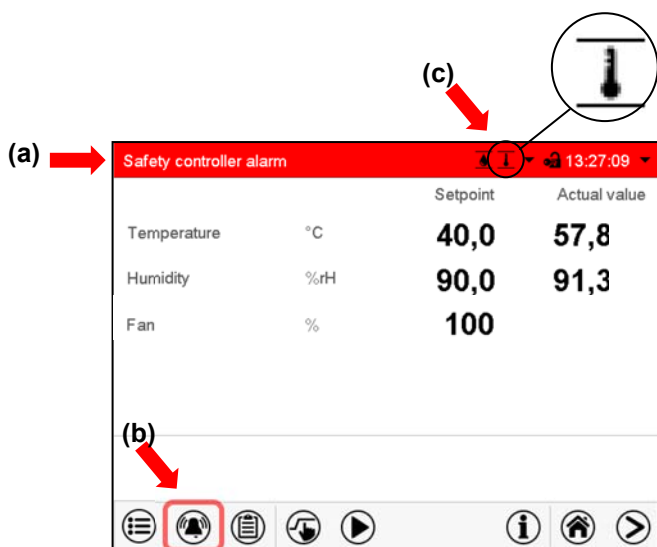 (c)
(a)
Safety controller alarm 13:27:09
Setpoint Actual value
Temperature °C 40,0 57,8
Humidity %rH 90,0 91,3
Fan % 100
(b)
i